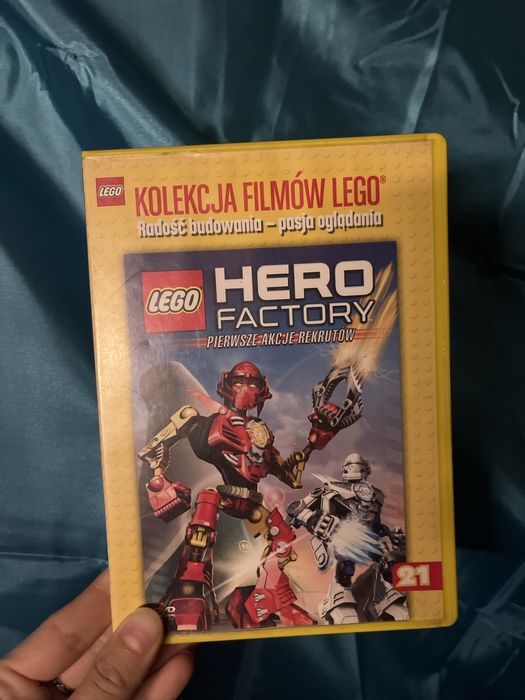 LEGO
KOLEKCJA FILMÓW LEGO®
Radość budowania – pasja oglądania
LEGO
HERO
FACTORY
PIERWSZE AKCJE REKRUTÓW
21